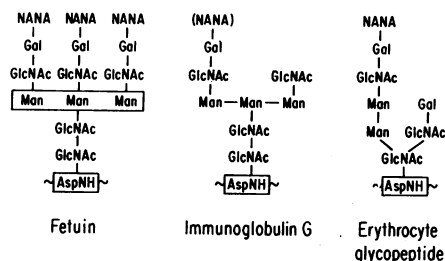 NANA NANA NANA
Gal Gal Gal
GlcNAc GlcNAc GlcNAc
Man Man Man
GlcNAc
GlcNAc
~ AspNH ~
Fetuin
(NANA)
Gal
GlcNAc GlcNAc
Man — Man — Man
GlcNAc
GlcNAc
~ AspNH ~
Immunoglobulin G
NANA
Gal
GlcNAc
Man Gal
Man GlcNAc
GlcNAc
~ AspNH ~
Erythrocyte
glycopeptide